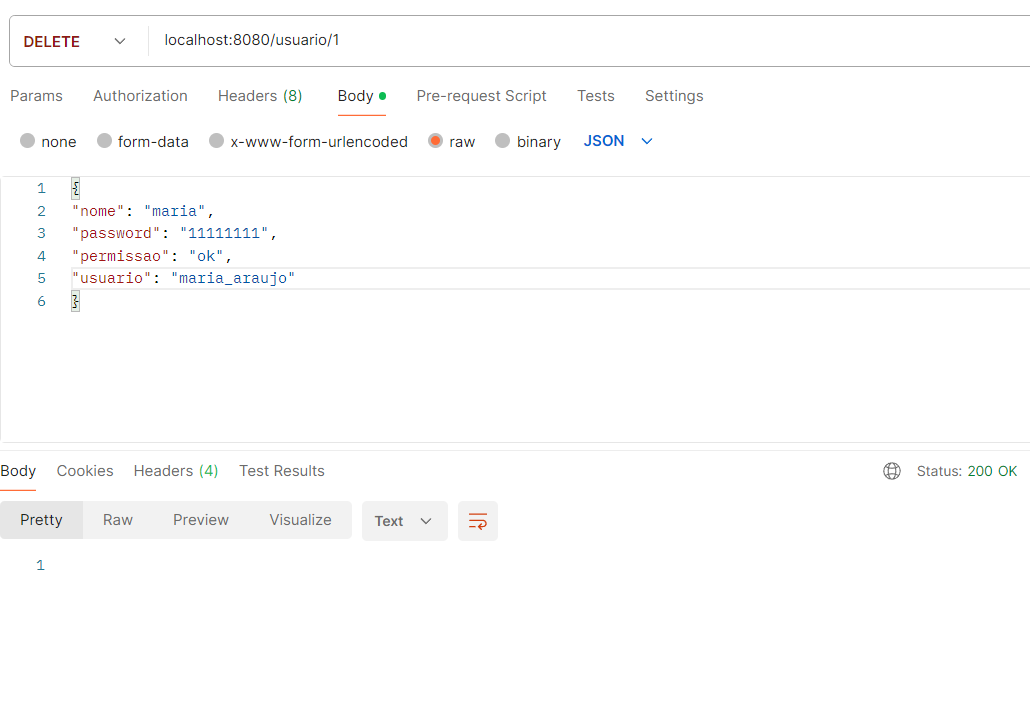 DELETE localhost:8080/usuario/1
Params Authorization Headers (8) Body Pre-request Script Tests Settings
none form-data x-www-form-urlencoded raw binary JSON
1 {
2 "nome": "maria",
3 "password": "11111111",
4 "permissao": "ok",
5 "usuario": "maria_araujo"
6 }
Body Cookies Headers (4) Test Results Status: 200 OK
Pretty Raw Preview Visualize Text
1